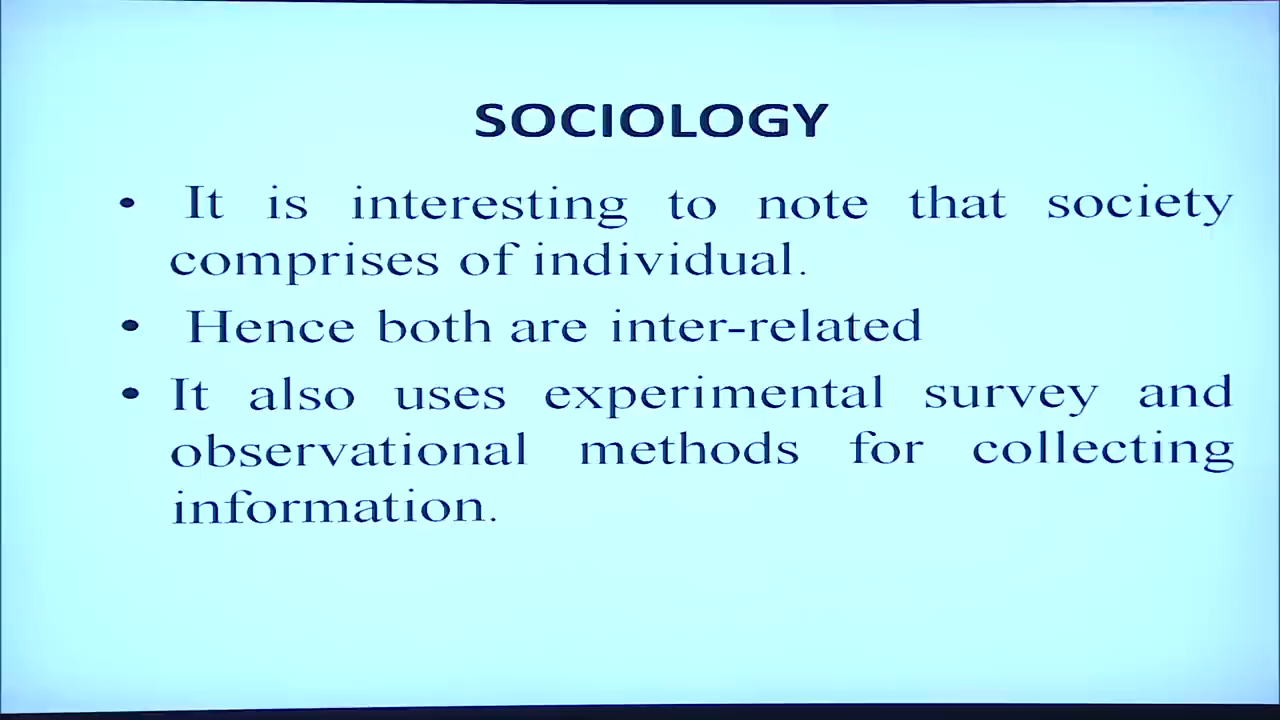 SOCIOLOGY
• It is interesting to note that society
comprises of individual.
• Hence both are inter-related
• It also uses experimental survey and
observational methods for collecting
information.